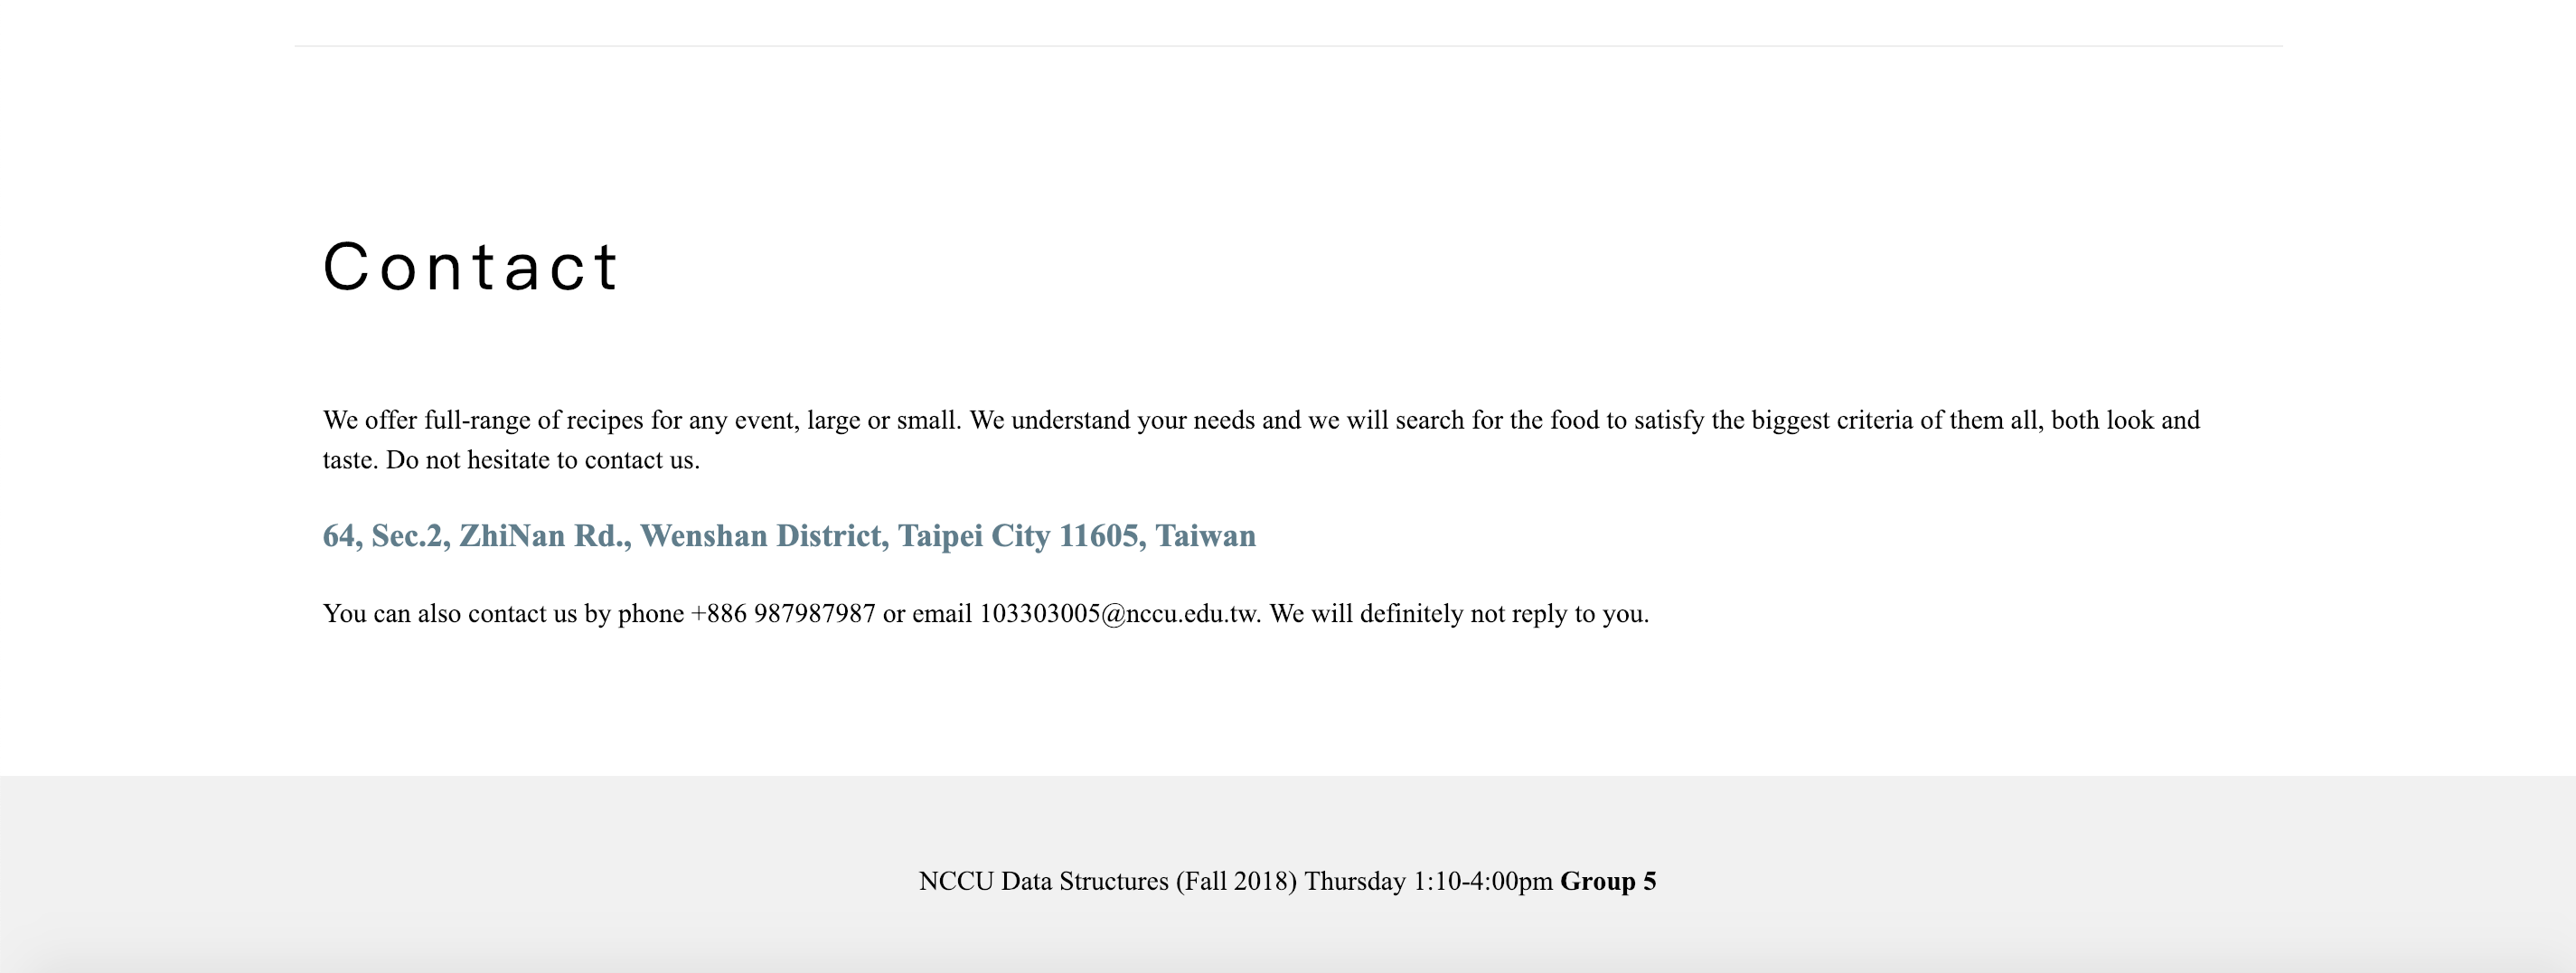 Contact
We offer full-range of recipes for any event, large or small. We understand your needs and we will search for the food to satisfy the biggest criteria of them all, both look and
taste. Do not hesitate to contact us.
64, Sec.2, ZhiNan Rd., Wenshan District, Taipei City 11605, Taiwan
You can also contact us by phone +886 987987987 or email 103303005@nccu.edu.tw. We will definitely not reply to you.
NCCU Data Structures (Fall 2018) Thursday 1:10-4:00pm Group 5